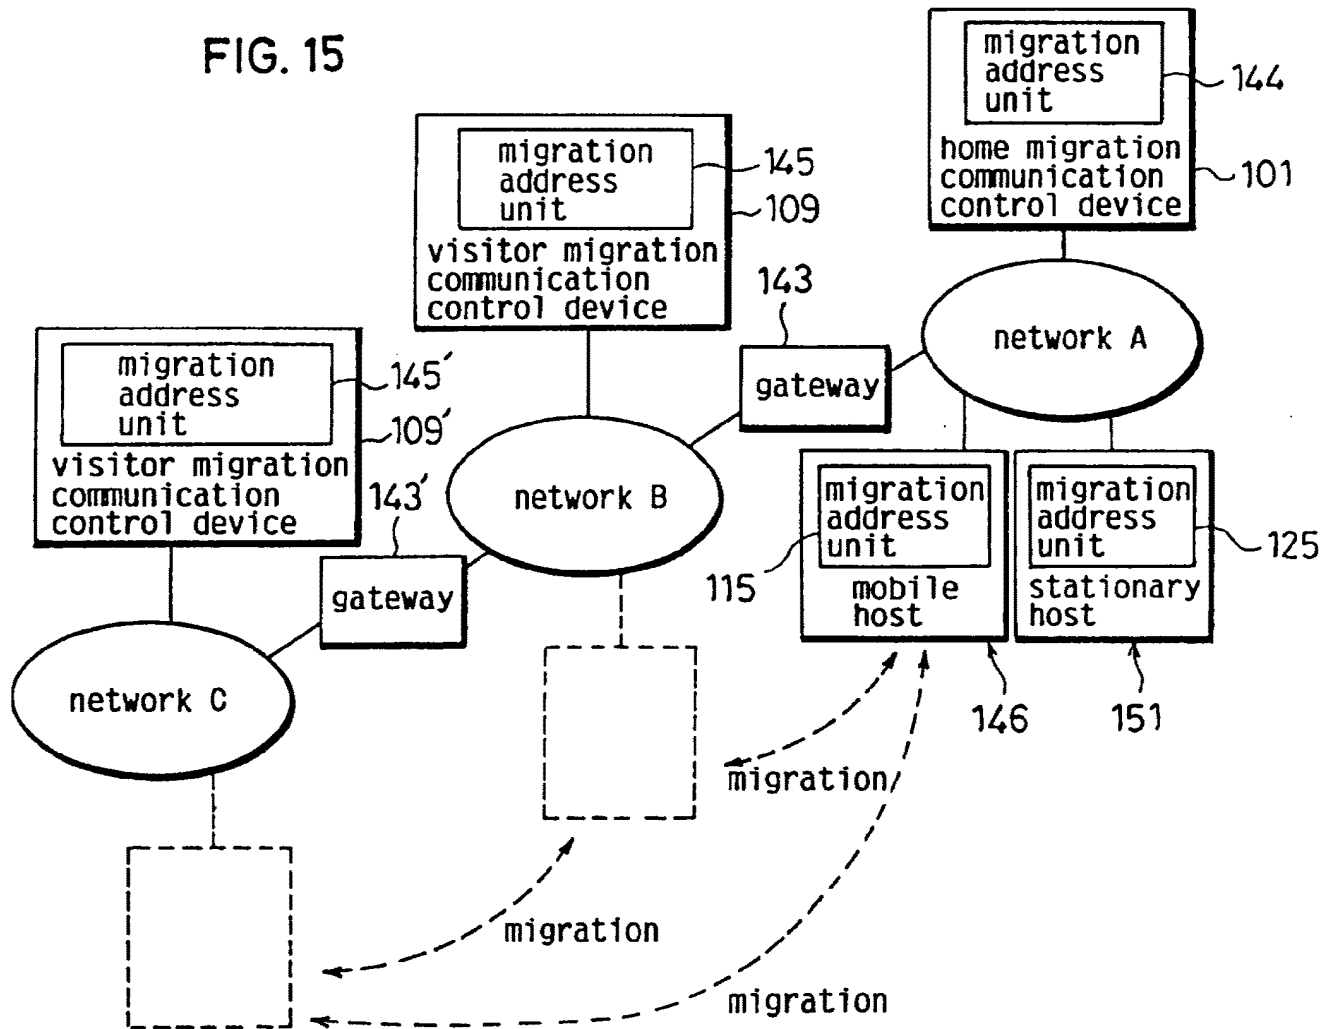 FIG. 15
migration
address
unit
144
home migration
communication
control device
101
migration
address
unit
145
visitor migration
communication
control device
109
143
gateway
network A
migration
address
unit
145′
visitor migration
communication
control device
109′
143′
gateway
network B
migration
address
unit
115
mobile
host
146
migration
address
unit
125
stationary
host
151
network C
migration
migration
migration